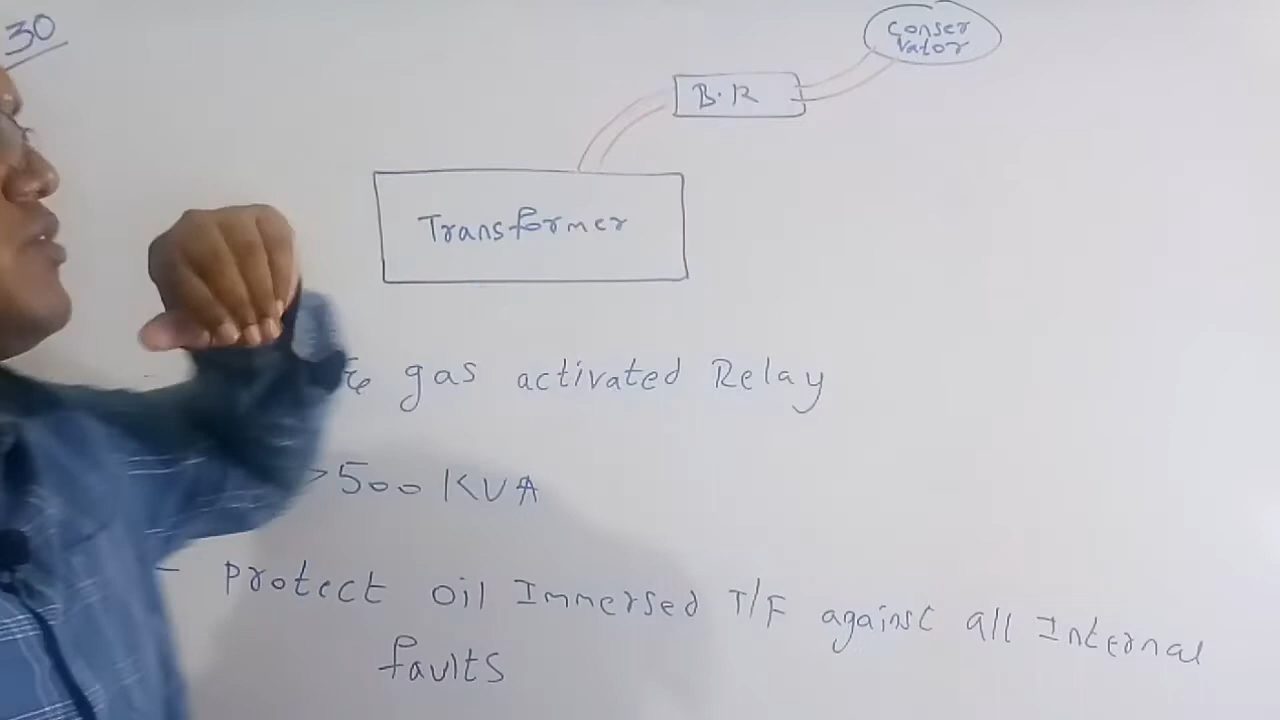 30
Conser
vator
B.R
Transformer
gas activated Relay
>500 KVA
- Protect oil Immersed T/F against all Internal
faults